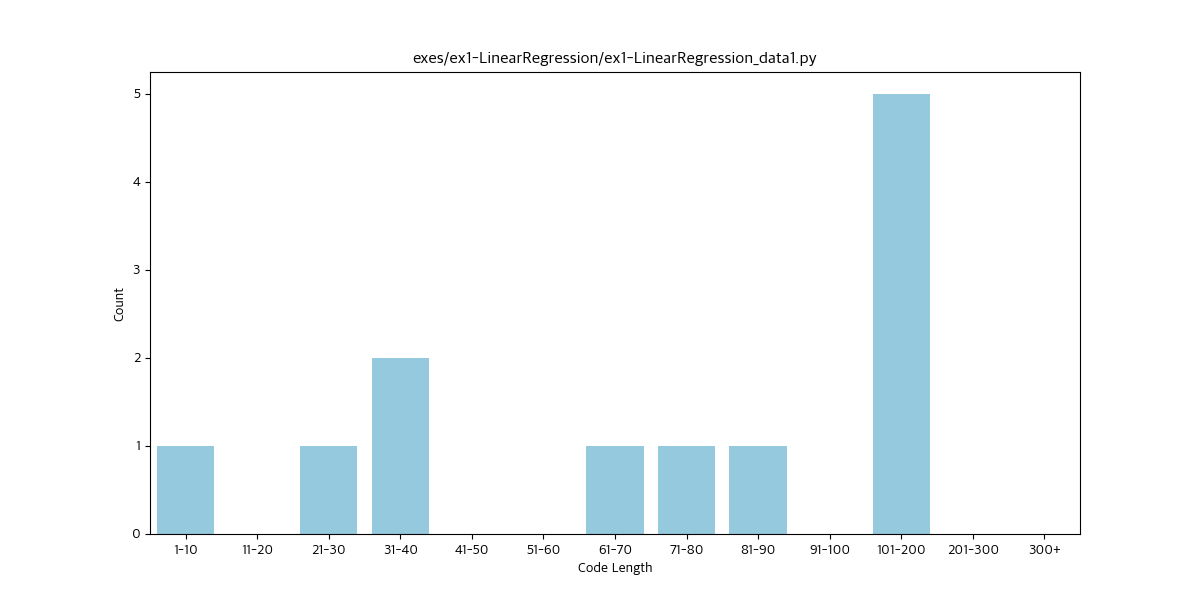 exes/ex1-LinearRegression/ex1-LinearRegression_data1.py
5
4
3
2
1
0
Count
1-10 11-20 21-30 31-40 41-50 51-60 61-70 71-80 81-90 91-100 101-200 201-300 300+
Code Length